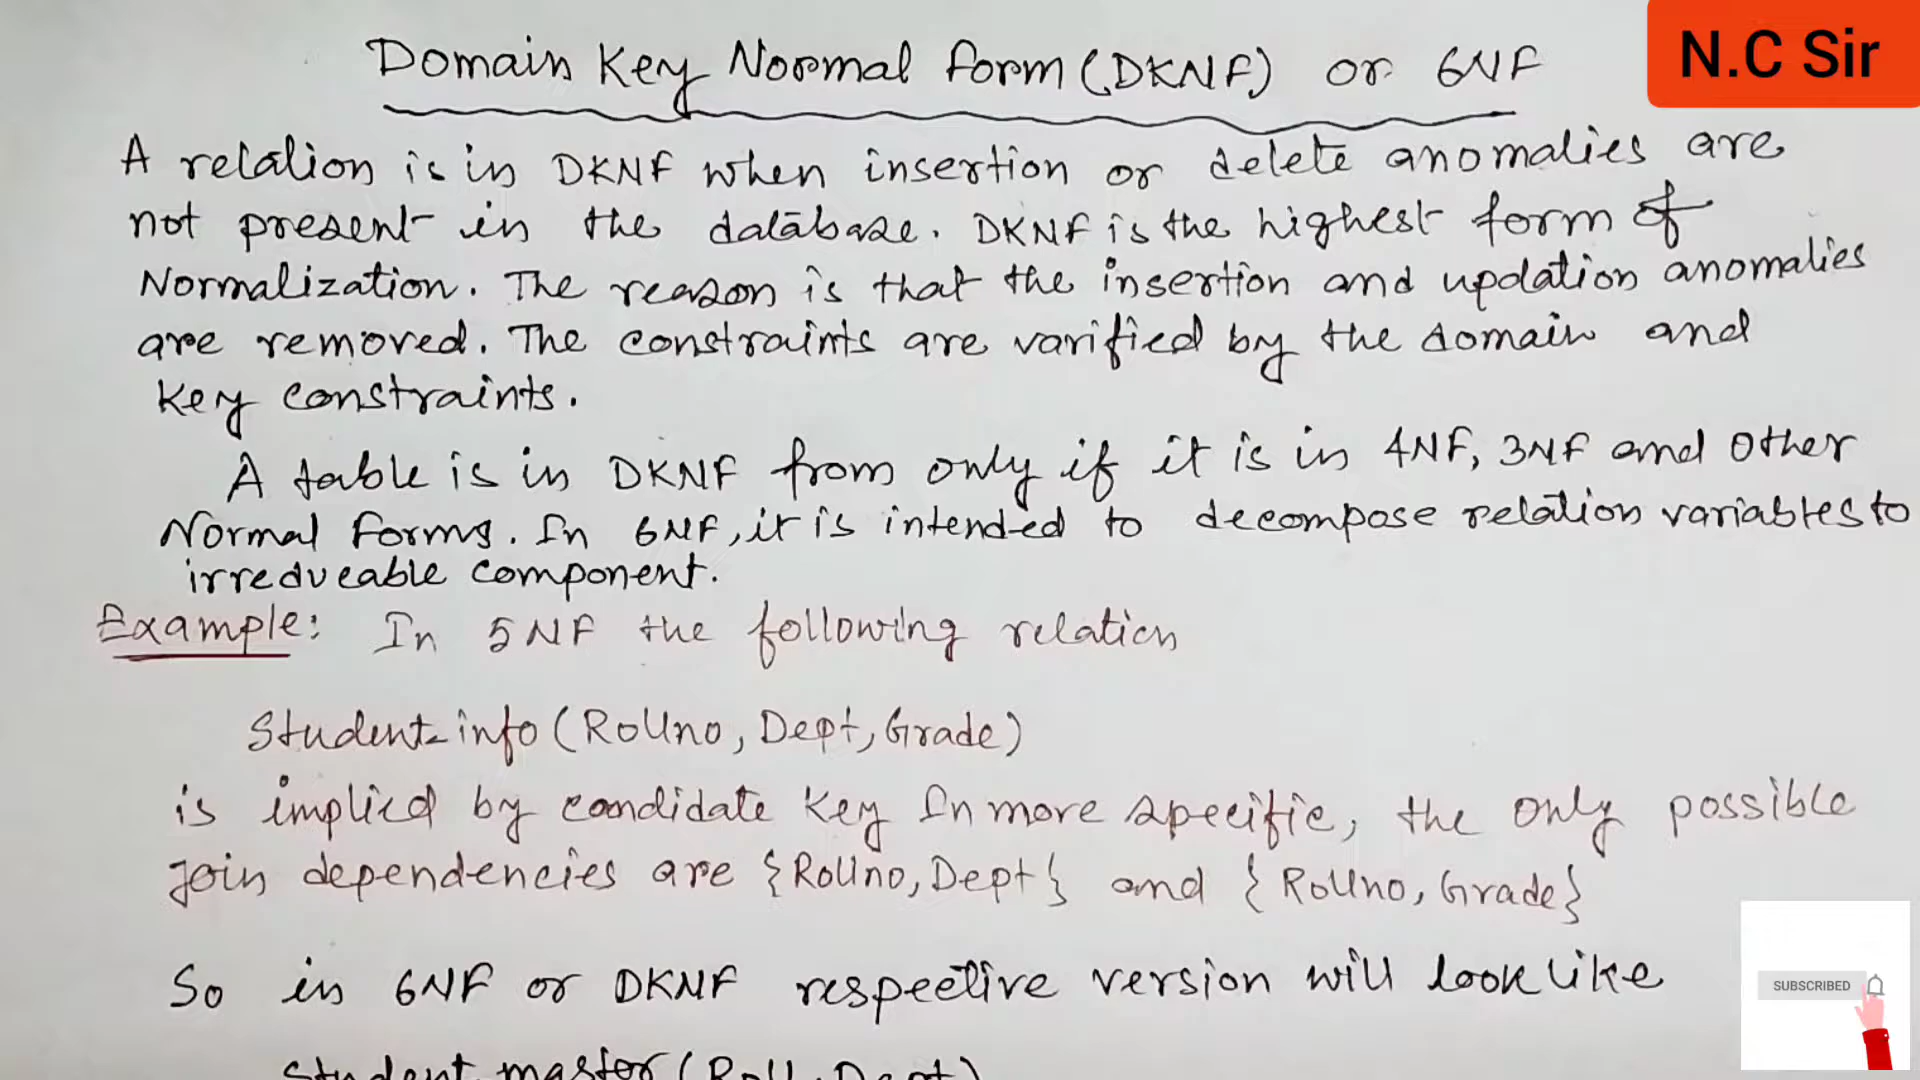 Domain Key Normal Form (DKNF) or 6NF
N.C Sir
A relation is in DKNF when insertion or delete anomalies are
not present in the database. DKNF is the highest form of
Normalization. The reason is that the insertion and updation anomalies
are removed. The constraints are varified by the domain and
Key constraints.
A table is in DKNF from only if it is in 4NF, 3NF and Other
Normal Forms. In 6NF, it is intended to decompose relation variables to
irredueable component.
Example: In 5NF the following relation
Student-info (Rollno, Dept, Grade)
is implied by candidate Key In more specific, the only possible
Join dependencies are {Rollno, Dept} and {Rollno, Grade}
So in 6NF or DKNF respective version will look like
SUBSCRIBED
Student master (Roll, Dept)